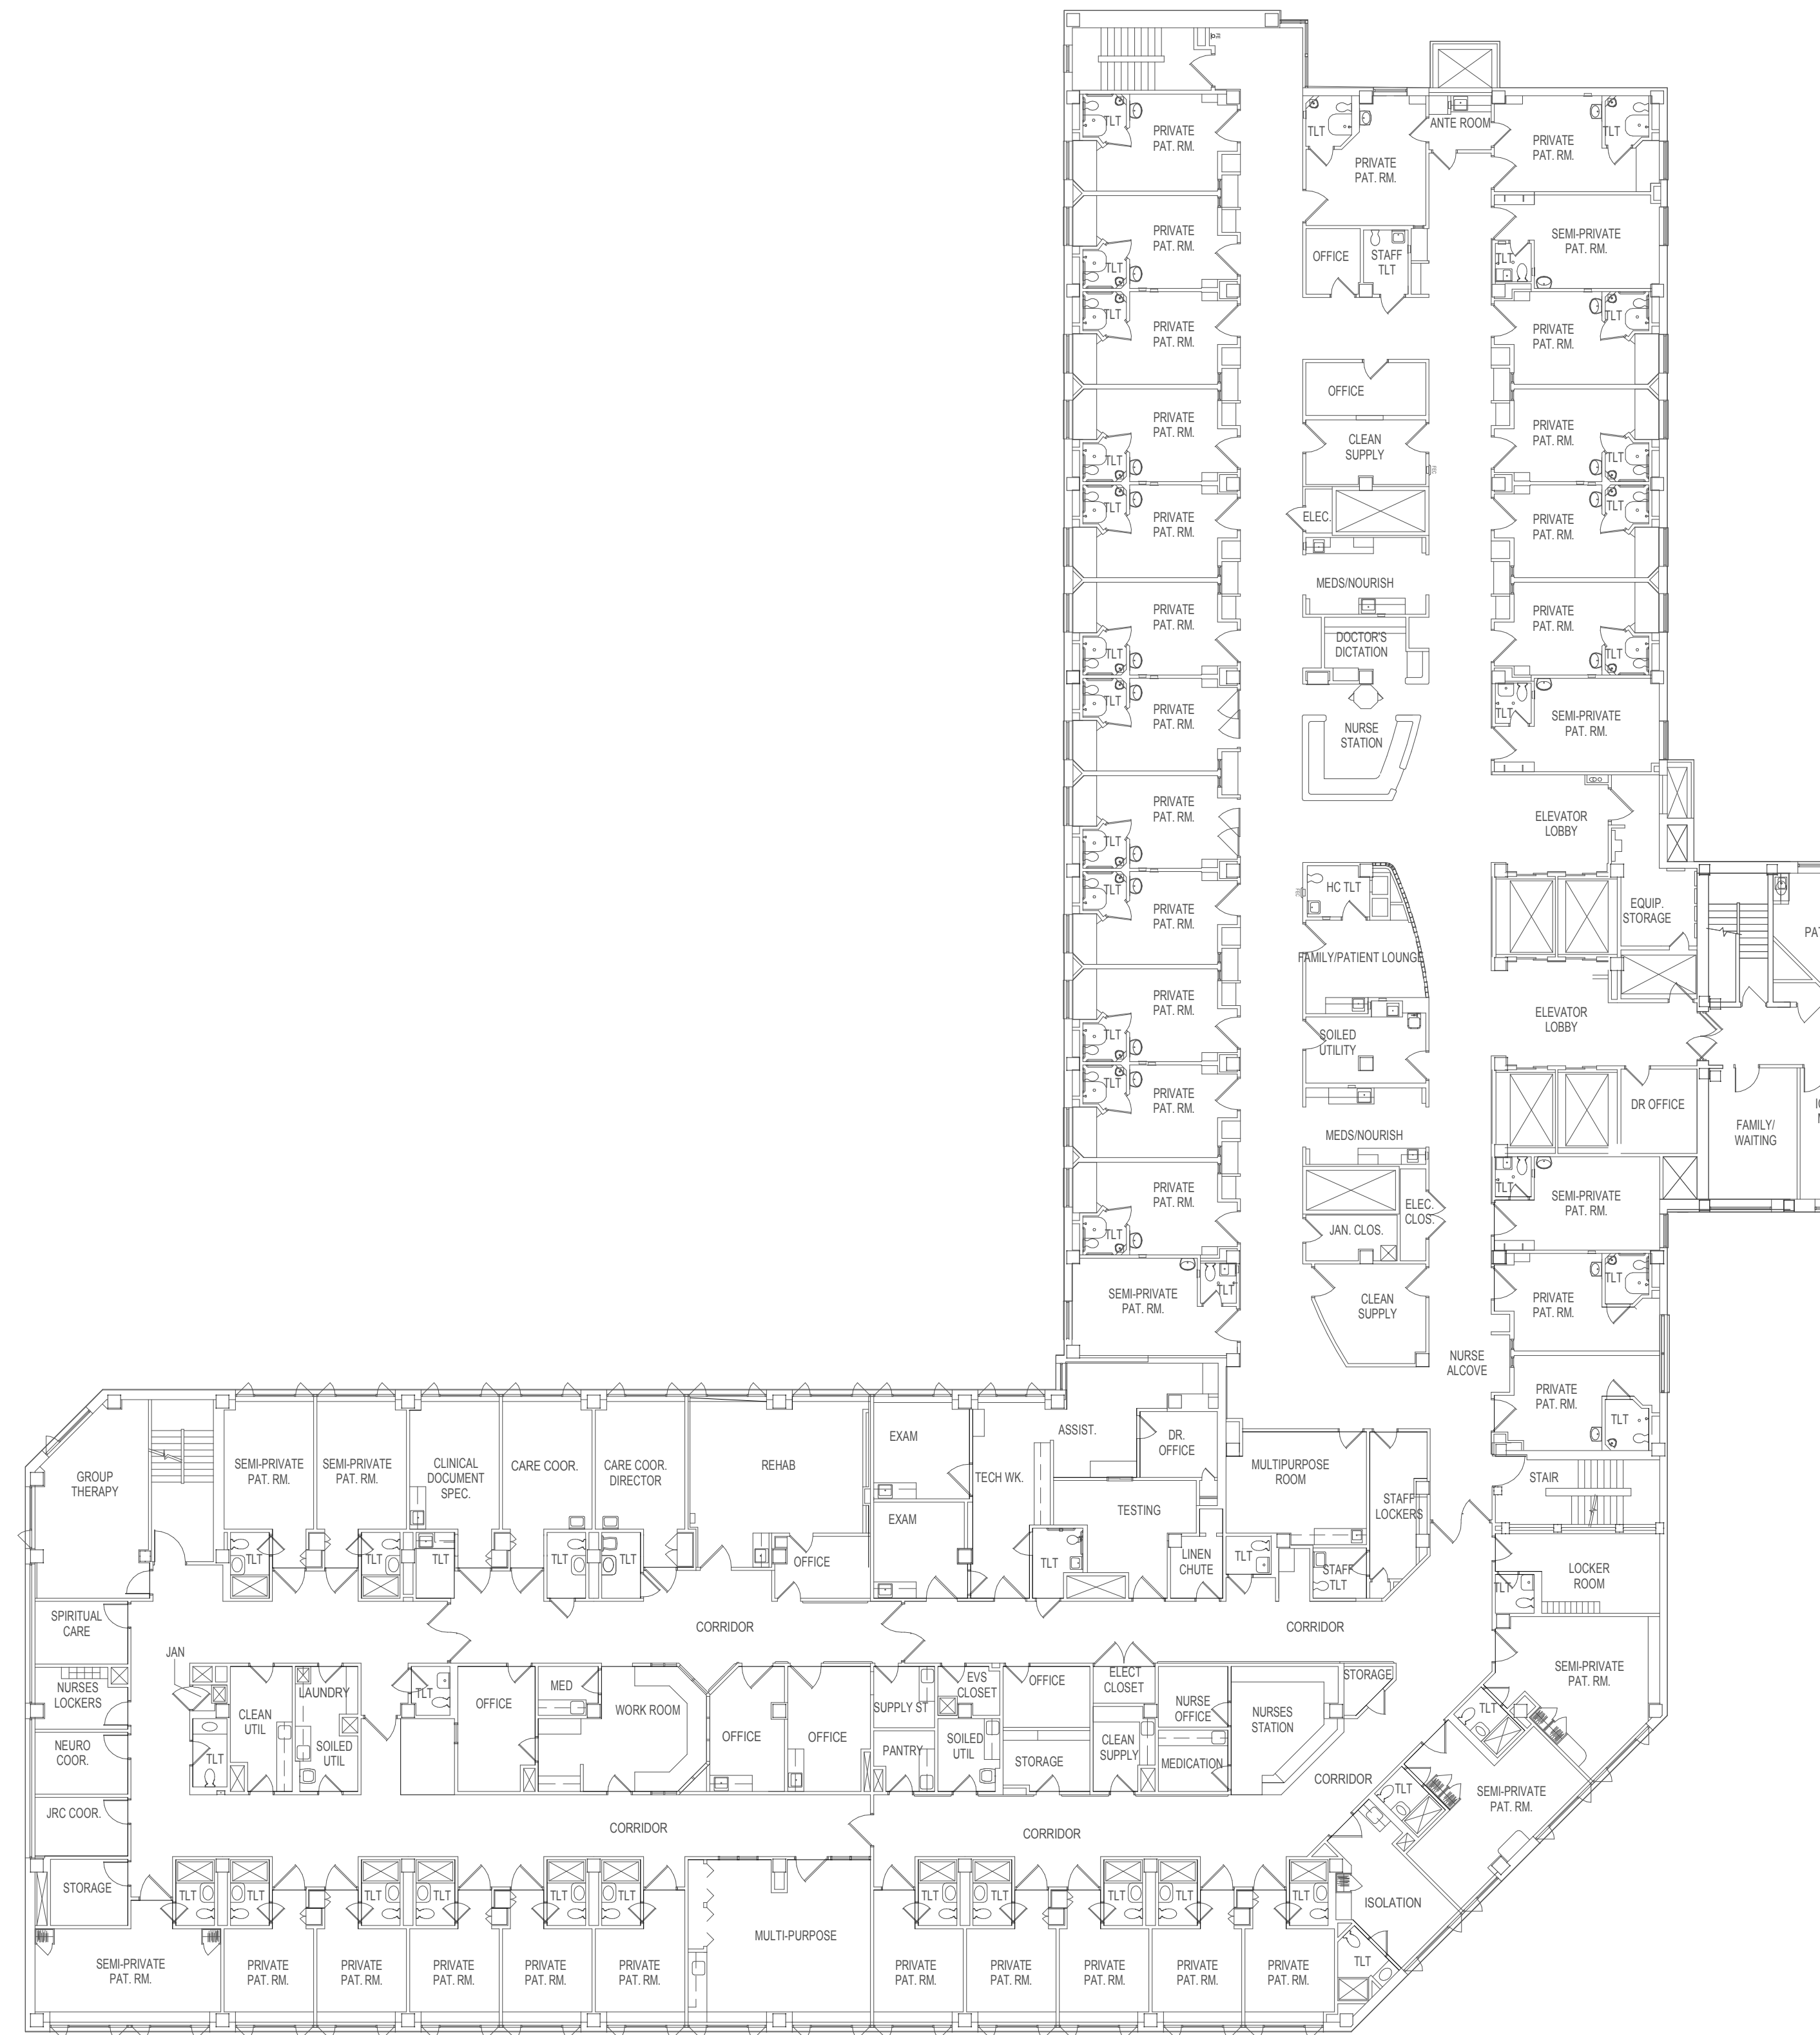 TLT
PRIVATE
PAT. RM.
TLT
PRIVATE
PAT. RM.
ANTE ROOM
PRIVATE
PAT. RM.
TLT
PRIVATE
PAT. RM.
TLT
OFFICE
STAFF
TLT
SEMI-PRIVATE
PAT. RM.
TLT
PRIVATE
PAT. RM.
TLT
PRIVATE
PAT. RM.
TLT
OFFICE
PRIVATE
PAT. RM.
TLT
CLEAN
SUPPLY
PRIVATE
PAT. RM.
TLT
PRIVATE
PAT. RM.
TLT
ELEC.
PRIVATE
PAT. RM.
TLT
MEDS/NOURISH
PRIVATE
PAT. RM.
TLT
DOCTOR'S
DICTATION
PRIVATE
PAT. RM.
TLT
PRIVATE
PAT. RM.
TLT
NURSE
STATION
SEMI-PRIVATE
PAT. RM.
TLT
PRIVATE
PAT. RM.
TLT
ELEVATOR
LOBBY
PRIVATE
PAT. RM.
TLT
HC TLT
FAMILY/PATIENT LOUNGE
EQUIP.
STORAGE
PRIVATE
PAT. RM.
TLT
SOILED
UTILITY
ELEVATOR
LOBBY
PRIVATE
PAT. RM.
TLT
MEDS/NOURISH
DR OFFICE
FAMILY/
WAITING
PRIVATE
PAT. RM.
TLT
ELEC.
CLOS.
JAN. CLOS.
SEMI-PRIVATE
PAT. RM.
TLT
SEMI-PRIVATE
PAT. RM.
TLT
CLEAN
SUPPLY
PRIVATE
PAT. RM.
TLT
NURSE
ALCOVE
PRIVATE
PAT. RM.
TLT
GROUP
THERAPY
SEMI-PRIVATE
PAT. RM.
SEMI-PRIVATE
PAT. RM.
CLINICAL
DOCUMENT
SPEC.
CARE COOR.
CARE COOR.
DIRECTOR
REHAB
EXAM
EXAM
TECH WK.
ASSIST.
DR.
OFFICE
TESTING
MULTIPURPOSE
ROOM
STAFF
LOCKERS
STAIR
TLT
TLT
TLT
TLT
TLT
OFFICE
TLT
LINEN
CHUTE
TLT
STAFF
TLT
LOCKER
ROOM
TLT
SPIRITUAL
CARE
CORRIDOR
CORRIDOR
JAN
NURSES
LOCKERS
CLEAN
UTIL
LAUNDRY
SOILED
UTIL
TLT
TLT
OFFICE
MED
WORK ROOM
OFFICE
OFFICE
SUPPLY ST
PANTRY
EVS
CLOSET
SOILED
UTIL
OFFICE
STORAGE
ELECT
CLOSET
CLEAN
SUPPLY
NURSE
OFFICE
MEDICATION
NURSES
STATION
STORAGE
SEMI-PRIVATE
PAT. RM.
TLT
NEURO
COOR.
CORRIDOR
TLT
SEMI-PRIVATE
PAT. RM.
JRC COOR.
CORRIDOR
CORRIDOR
STORAGE
TLT
TLT
TLT
TLT
TLT
TLT
TLT
TLT
TLT
TLT
TLT
ISOLATION
MULTI-PURPOSE
TLT
SEMI-PRIVATE
PAT. RM.
PRIVATE
PAT. RM.
PRIVATE
PAT. RM.
PRIVATE
PAT. RM.
PRIVATE
PAT. RM.
PRIVATE
PAT. RM.
PRIVATE
PAT. RM.
PRIVATE
PAT. RM.
PRIVATE
PAT. RM.
PRIVATE
PAT. RM.
PRIVATE
PAT. RM.